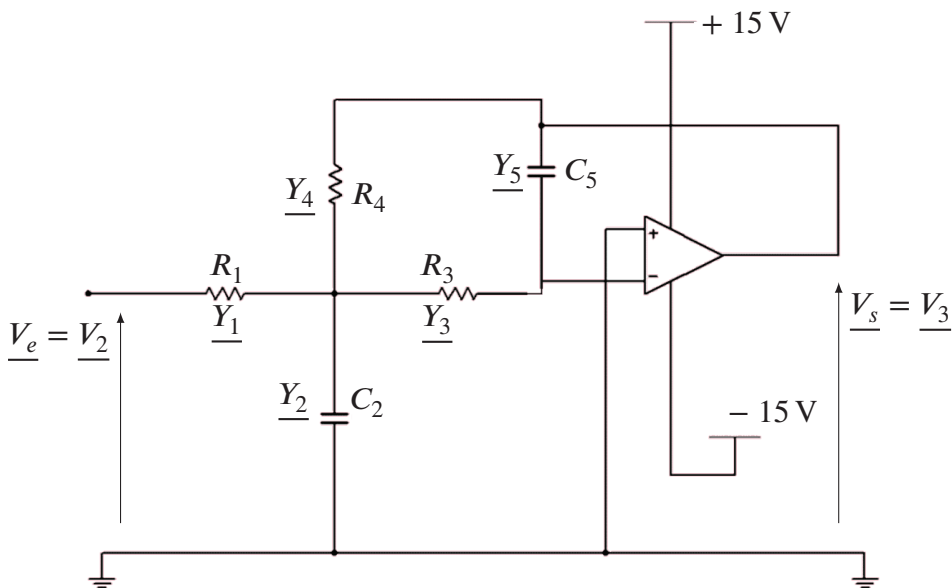 + 15 V
Y₅
C₅
Y₄
R₄
+
R₁
R₃
−
Vₑ = V₂
Y₁
Y₃
Vₛ = V₃
Y₂
C₂
− 15 V